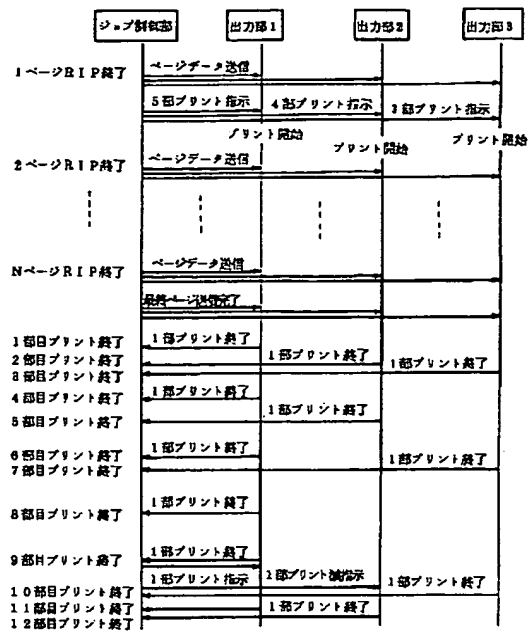 ジョブ制御部 出力部1 出力部2 出力部3
1ページRIP終了 ページデータ送信
5部プリント指示 4部プリント指示 3部プリント指示
プリント開始 プリント開始 プリント開始
2ページRIP終了 ページデータ送信
NページRIP終了 ページデータ送信
最終ページ送信完了
1部目プリント終了 1部プリント終了
2部目プリント終了 1部プリント終了
3部目プリント終了 1部プリント終了
4部目プリント終了 1部プリント終了
5部目プリント終了 1部プリント終了
6部目プリント終了 1部プリント終了
7部目プリント終了 1部プリント終了
8部目プリント終了 1部プリント終了
9部目プリント終了 1部プリント終了
1部プリント指示 1部プリント
10部目プリント終了 1部プリント終了
11部目プリント終了 1部プリント終了
12部目プリント終了